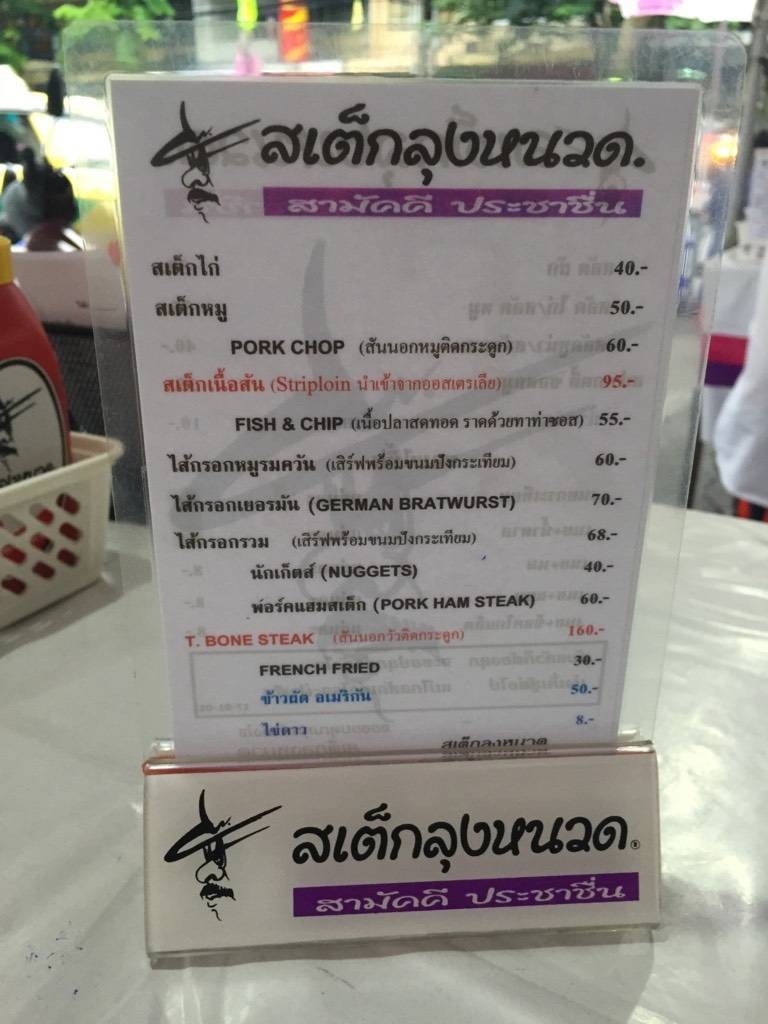 สเต็กลุงหนวด.
สามัคคี ประชาชื่น
สเต็กไก่ 40.-
สเต็กหมู 50.-
PORK CHOP (สันนอกหมูติดกระดูก) 60.-
สเต็กเนื้อสัน (Striploin นำเข้าจากออสเตรเลีย) 95.-
FISH & CHIP (เนื้อปลาสดทอด ราดด้วยทาท่าซอส) 55.-
ไส้กรอกหมูรมควัน (เสิร์ฟพร้อมขนมปังกระเทียม) 60.-
ไส้กรอกเยอรมัน (GERMAN BRATWURST) 70.-
ไส้กรอกรวม (เสิร์ฟพร้อมขนมปังกระเทียม) 68.-
นักเก็ตส์ (NUGGETS) 40.-
พ่อร์คแฮมสเต็ก (PORK HAM STEAK) 60.-
T. BONE STEAK (สันนอกวัวติดกระดูก) 160.-
FRENCH FRIED 30.-
ข้าวผัด อเมริกัน 50.-
ไข่ดาว 8.-
สเต็กลุงหนวด
สเต็กลุงหนวด.®
สามัคคี ประชาชื่น